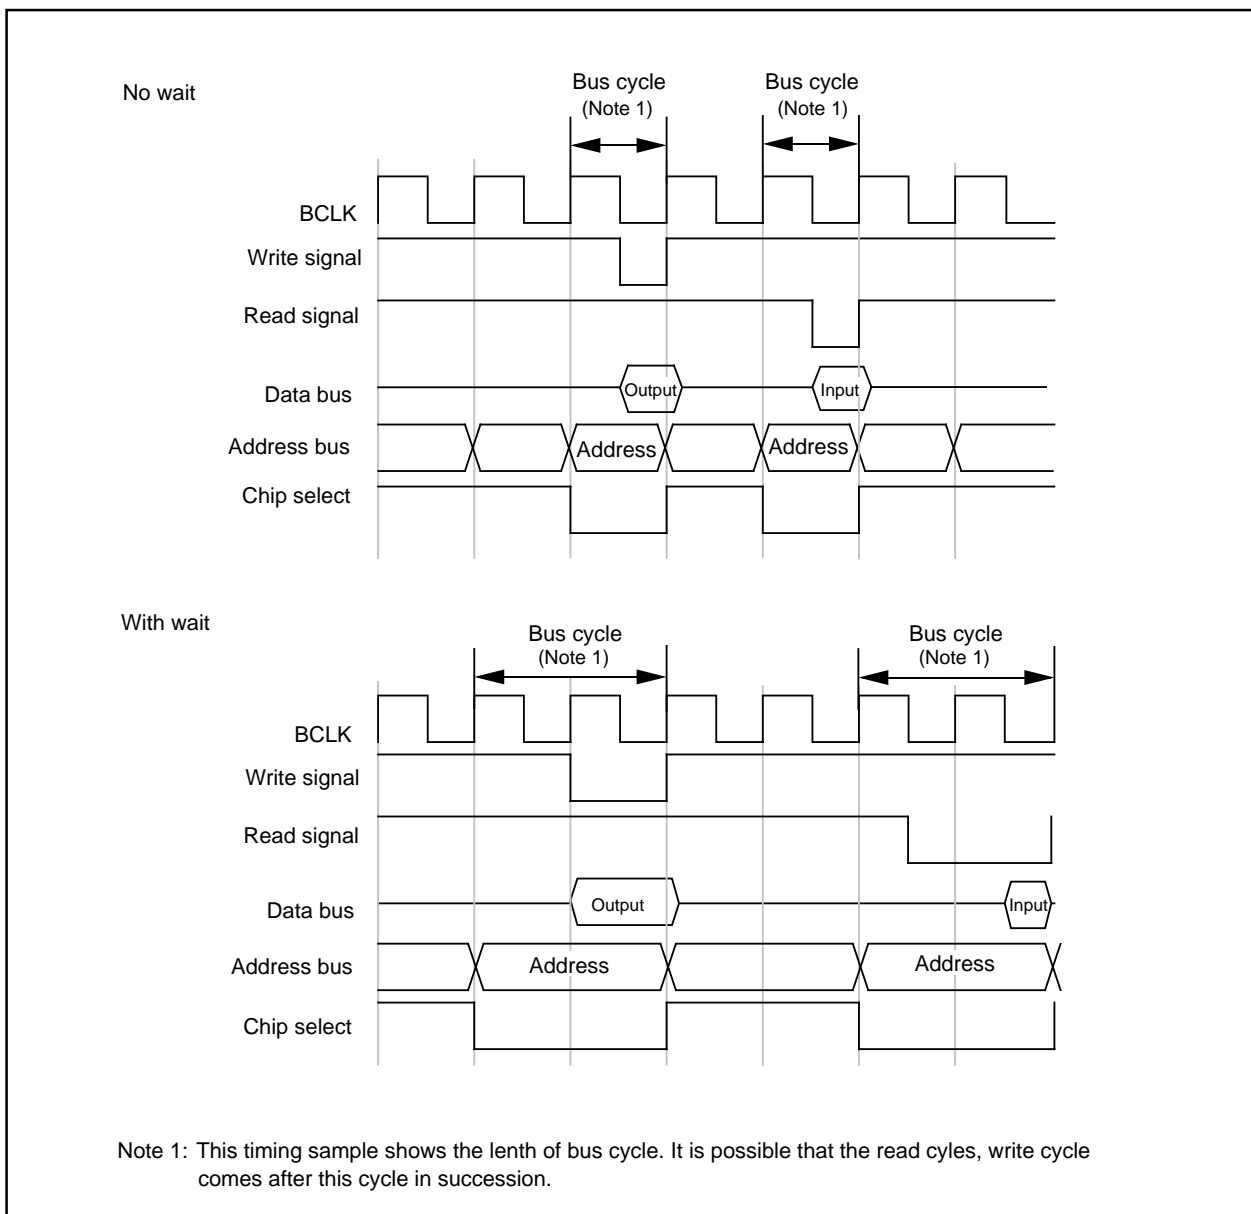 No wait
Bus cycle
(Note 1)
Bus cycle
(Note 1)
BCLK
Write signal
Read signal
Data bus
Output
Input
Address bus
Address
Address
Chip select
With wait
Bus cycle
(Note 1)
Bus cycle
(Note 1)
BCLK
Write signal
Read signal
Data bus
Output
Input
Address bus
Address
Address
Chip select
Note 1: This timing sample shows the lenth of bus cycle. It is possible that the read cyles, write cycle
comes after this cycle in succession.